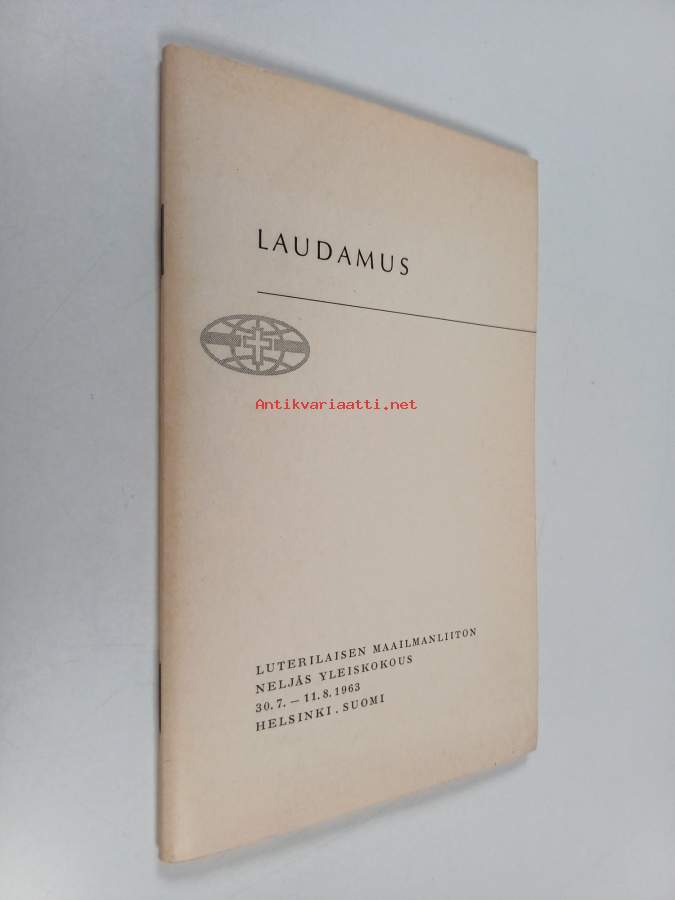 LAUDAMUS
Antikvariaatti.net
LUTERILAISEN MAAILMANLIITON
NELJÄS YLEISKOKOUS
30.7. — 11.8.1963
HELSINKI . SUOMI